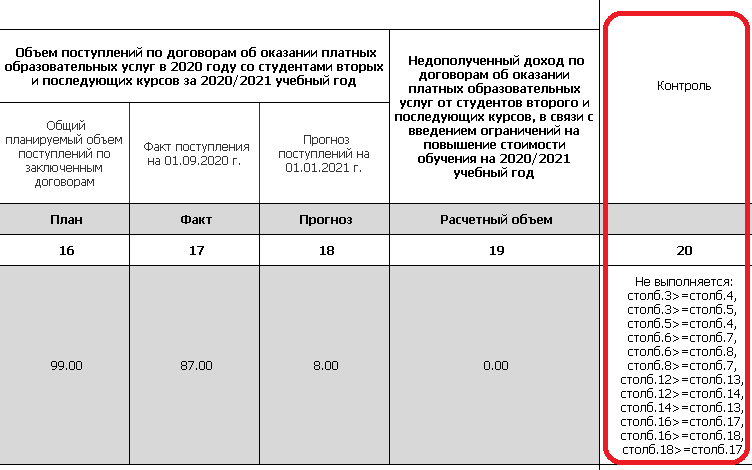 Объем поступлений по договорам об оказании платных
образовательных услуг в 2020 году со студентами вторых
и последующих курсов за 2020/2021 учебный год
Недополученный доход по
договорам об оказании
платных образовательных
услуг от студентов второго и
последующих курсов, в связи с
введением ограничений на
повышение стоимости
обучения на 2020/2021
учебный год
Контроль
Общий
планируемый объем
поступлений по
заключенным
договорам
Факт поступления
на 01.09.2020 г.
Прогноз
поступлений на
01.01.2021 г.
План
Факт
Прогноз
Расчетный объем
16
17
18
19
20
99.00
87.00
8.00
0.00
Не выполняется:
столб.3>=столб.4,
столб.3>=столб.5,
столб.5>=столб.4,
столб.6>=столб.7,
столб.6>=столб.8,
столб.8>=столб.7,
столб.12>=столб.13,
столб.12>=столб.14,
столб.14>=столб.13,
столб.16>=столб.17,
столб.16>=столб.18,
столб.18>=столб.17